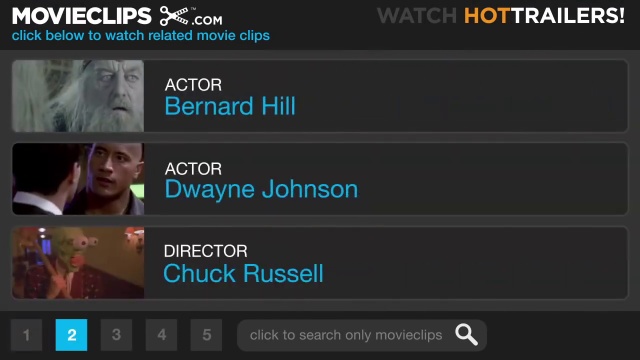 MOVIECLIPS .COM™
WATCH HOTTRAILERS!
click below to watch related movie clips
ACTOR
Bernard Hill
ACTOR
Dwayne Johnson
DIRECTOR
Chuck Russell
1 2 3 4 5 click to search only movieclips